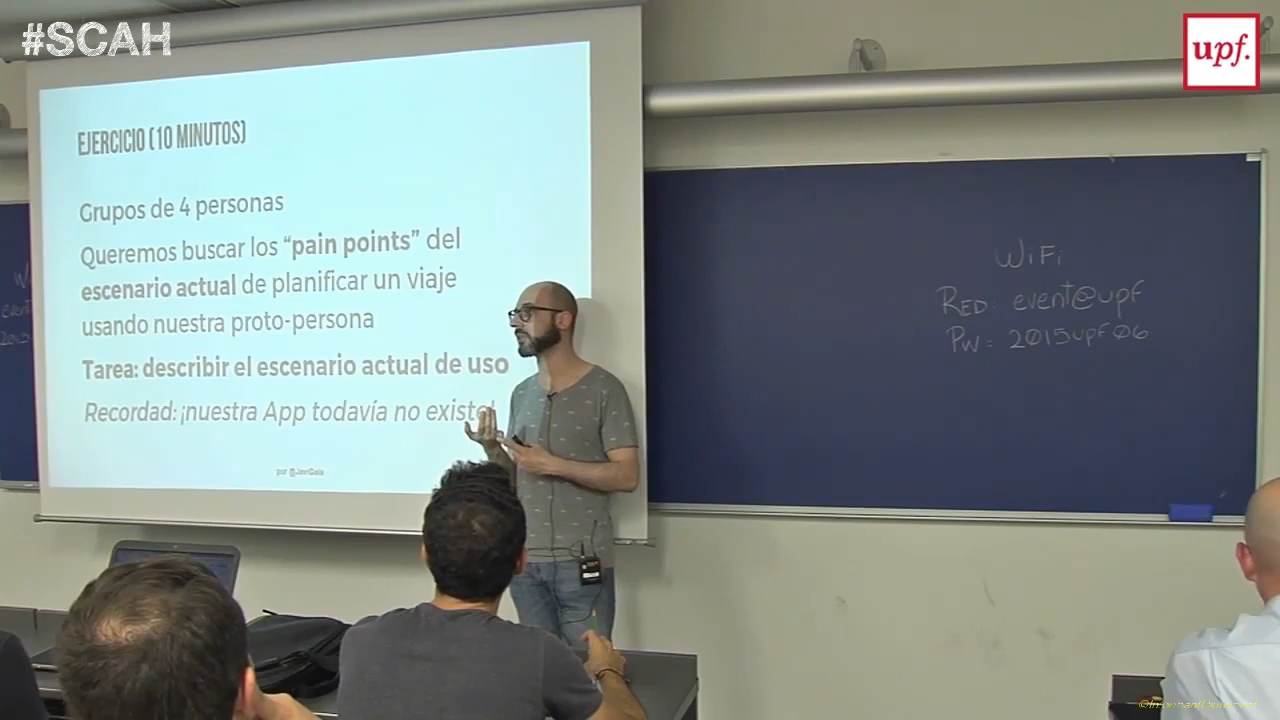 #SCAH
upf.
EJERCICIO (10 MINUTOS)
Grupos de 4 personas
Queremos buscar los “pain points” del
escenario actual de planificar un viaje
usando nuestra proto-persona
Tarea: describir el escenario actual de uso
Recordad: ¡nuestra App todavía no existe!
por @JaviGala
WiFi
RED: event@upf
PW: 2015upf06